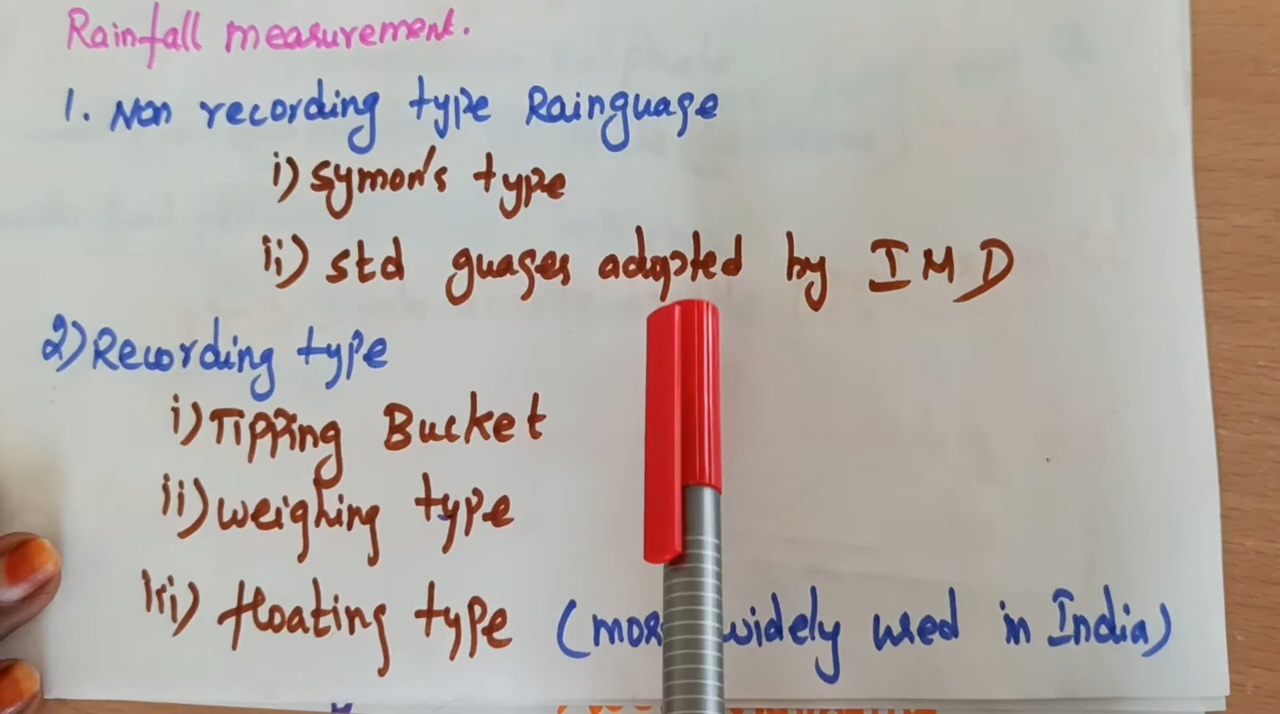 Rainfall measurement.
1. Non recording type Rainguage
i) symon's type
ii) std guages adopted by IMD
2) Recording type
i) Tipping Bucket
ii) weighing type
iii) floating type (widely used in India)